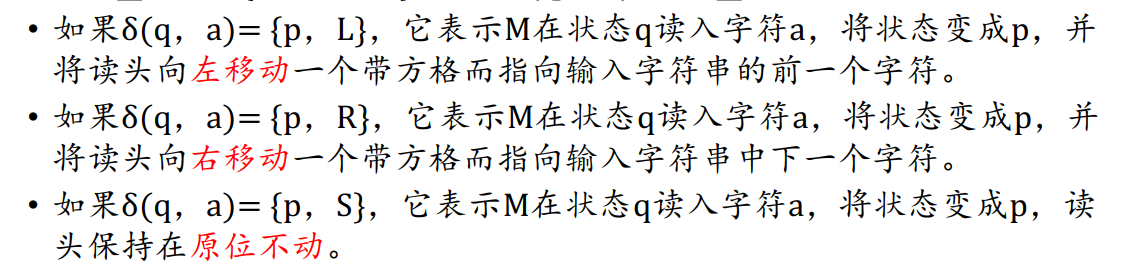 • 如果δ(q，a)= {p，L}，它表示M在状态q读入字符a，将状态变成p，并
将读头向左移动一个带方格而指向输入字符串的前一个字符。
• 如果δ(q，a)= {p，R}，它表示M在状态q读入字符a，将状态变成p，并
将读头向右移动一个带方格而指向输入字符串中下一个字符。
• 如果δ(q，a)= {p，S}，它表示M在状态q读入字符a，将状态变成p，读
头保持在原位不动。